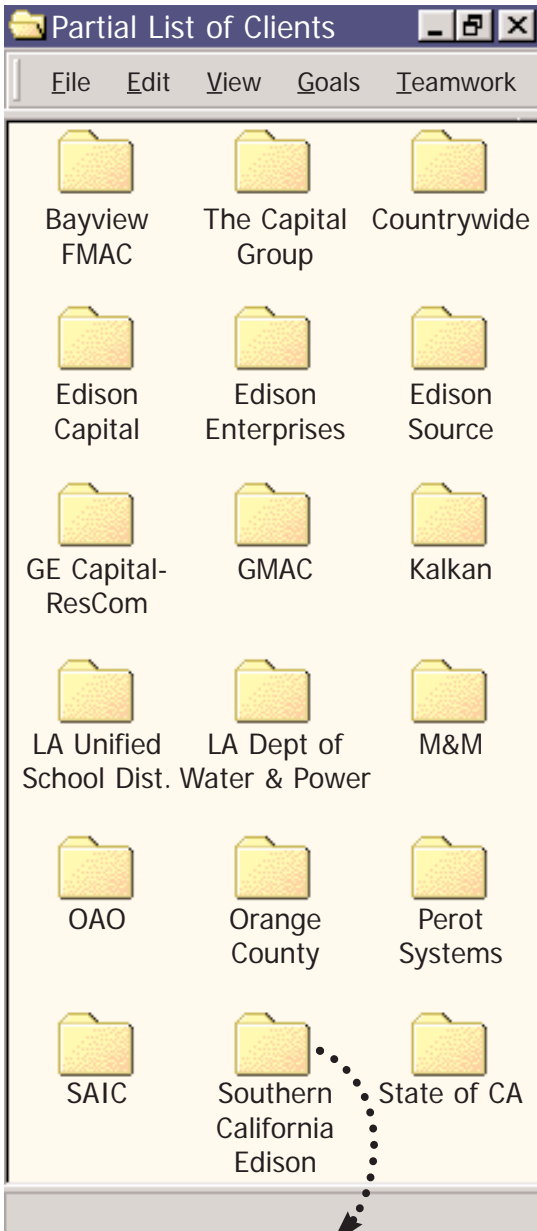 Partial List of Clients
File Edit View Goals Teamwork
Bayview
FMAC
The Capital
Group
Countrywide
Edison
Capital
Edison
Enterprises
Edison
Source
GE Capital-
ResCom
GMAC
Kalkan
LA Unified
School Dist.
LA Dept of
Water & Power
M&M
OAO
Orange
County
Perot
Systems
SAIC
Southern
California
Edison
State of CA